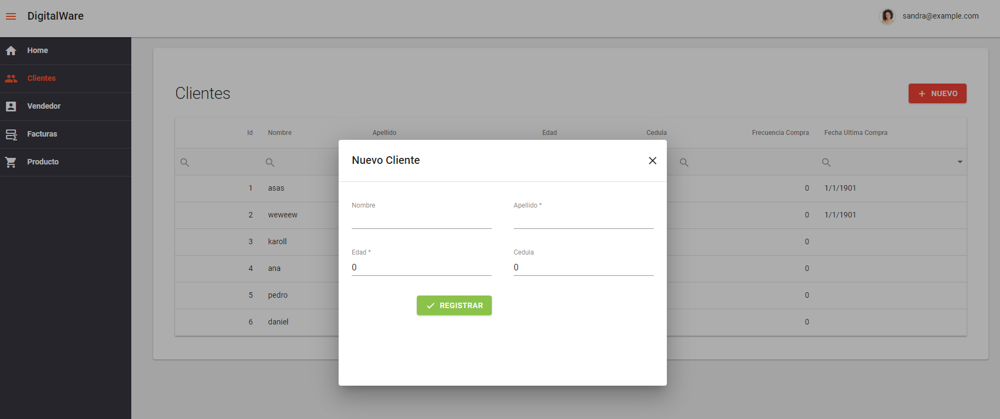 DigitalWare
sandra@example.com
Home
Clientes
Vendedor
Facturas
Producto
Clientes
NUEVO
Id Nombre Apellido Edad Cedula Frecuencia Compra Fecha Ultima Compra
1 asas 0 1/1/1901
2 weweew 0 1/1/1901
3 karoll 0
4 ana 0
5 pedro 0
6 daniel 0
Nuevo Cliente
Nombre Apellido *
Edad * Cedula
0 0
REGISTRAR